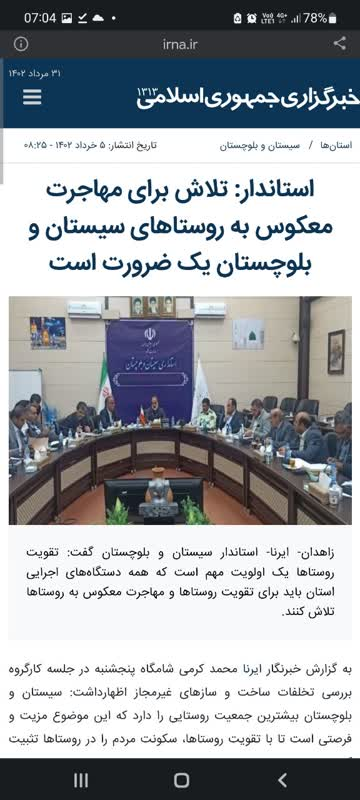 07:04
78%
irna.ir
۳۱ مرداد ۱۴۰۲
خبرگزاری جمهوری اسلامی ۱۳۱۳
استان‌ها / سیستان و بلوچستان
تاریخ انتشار: ۵ خرداد ۱۴۰۲ - ۰۸:۲۵
استاندار: تلاش برای مهاجرت
معکوس به روستاهای سیستان و
بلوچستان یک ضرورت است
استانداری سیستان و بلوچستان
زاهدان- ایرنا- استاندار سیستان و بلوچستان گفت: تقویت
روستاها یک اولویت مهم است که همه دستگاه‌های اجرایی
استان باید برای تقویت روستاها و مهاجرت معکوس به روستاها
تلاش کنند.
به گزارش خبرنگار ایرنا محمد کرمی شامگاه پنجشنبه در جلسه کارگروه
بررسی تخلفات ساخت و سازهای غیرمجاز اظهارداشت: سیستان و
بلوچستان بیشترین جمعیت روستایی را دارد که این موضوع مزیت و
فرصتی است تا با تقویت روستاها، سکونت مردم را در روستاها تثبیت